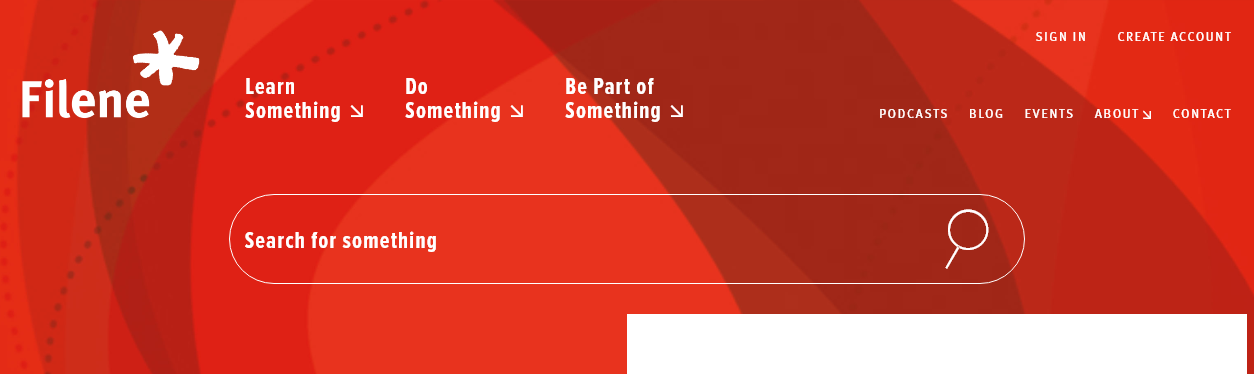 SIGN IN CREATE ACCOUNT
Filene
Learn
Something
Do
Something
Be Part of
Something
PODCASTS BLOG EVENTS ABOUT CONTACT
Search for something